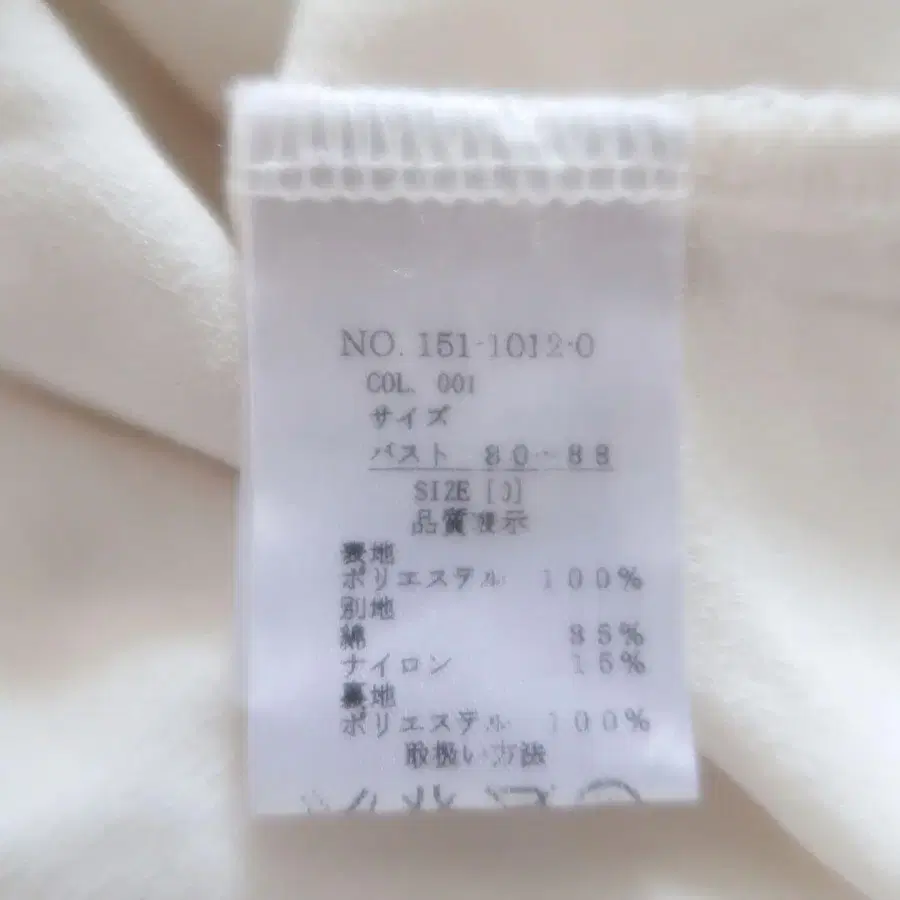 NO. 151-1012-0
COL. 001
サイズ
バスト 80-88
SIZE
品質表示
表地
ポリエステル 100%
別地
綿 85%
ナイロン 15%
裏地
ポリエステル 100%
取扱い方法